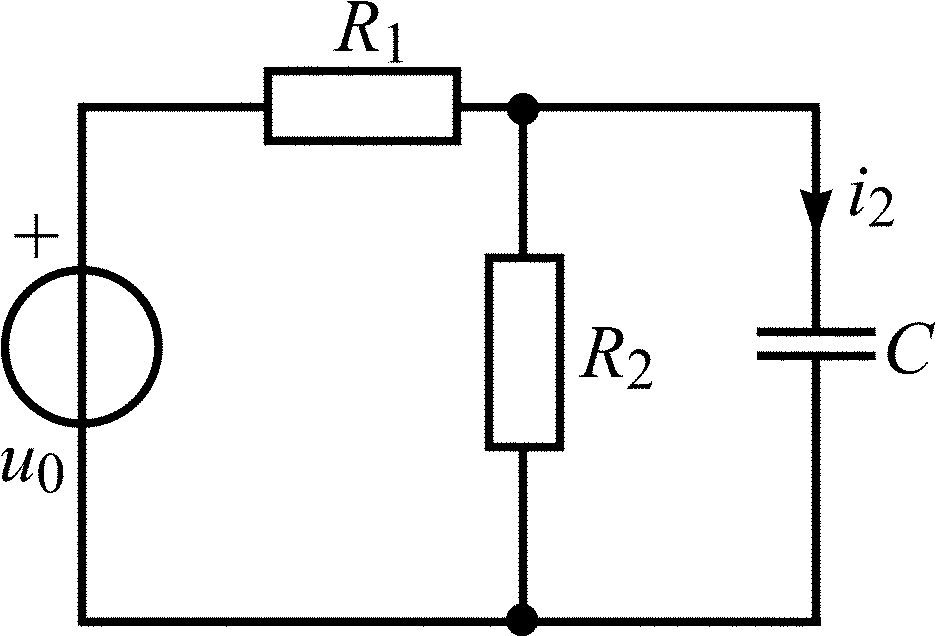 R₁
+
i₂
R₂
C
u₀